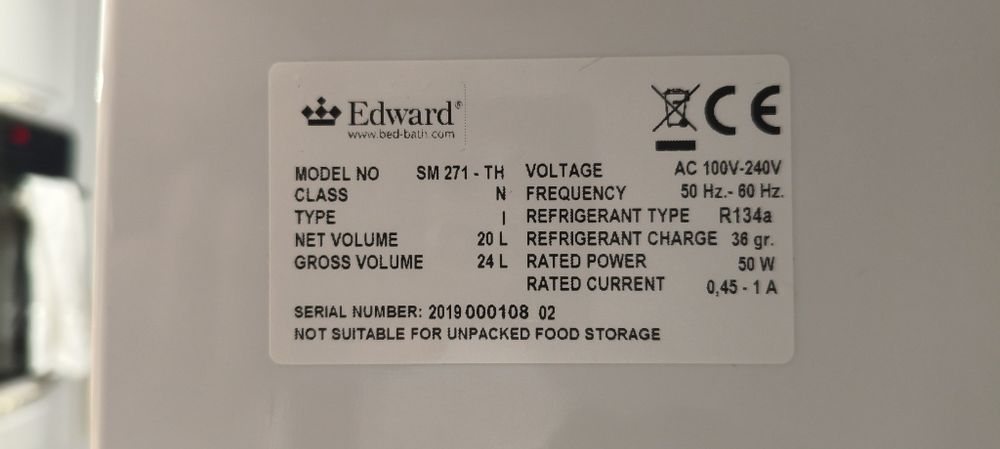 Edward®
www.bed-bath.com
CE
MODEL NO SM 271 - TH VOLTAGE AC 100V-240V
CLASS N FREQUENCY 50 Hz.- 60 Hz.
TYPE I REFRIGERANT TYPE R134a
NET VOLUME 20 L REFRIGERANT CHARGE 36 gr.
GROSS VOLUME 24 L RATED POWER 50 W
RATED CURRENT 0,45 - 1 A
SERIAL NUMBER: 2019 000108 02
NOT SUITABLE FOR UNPACKED FOOD STORAGE